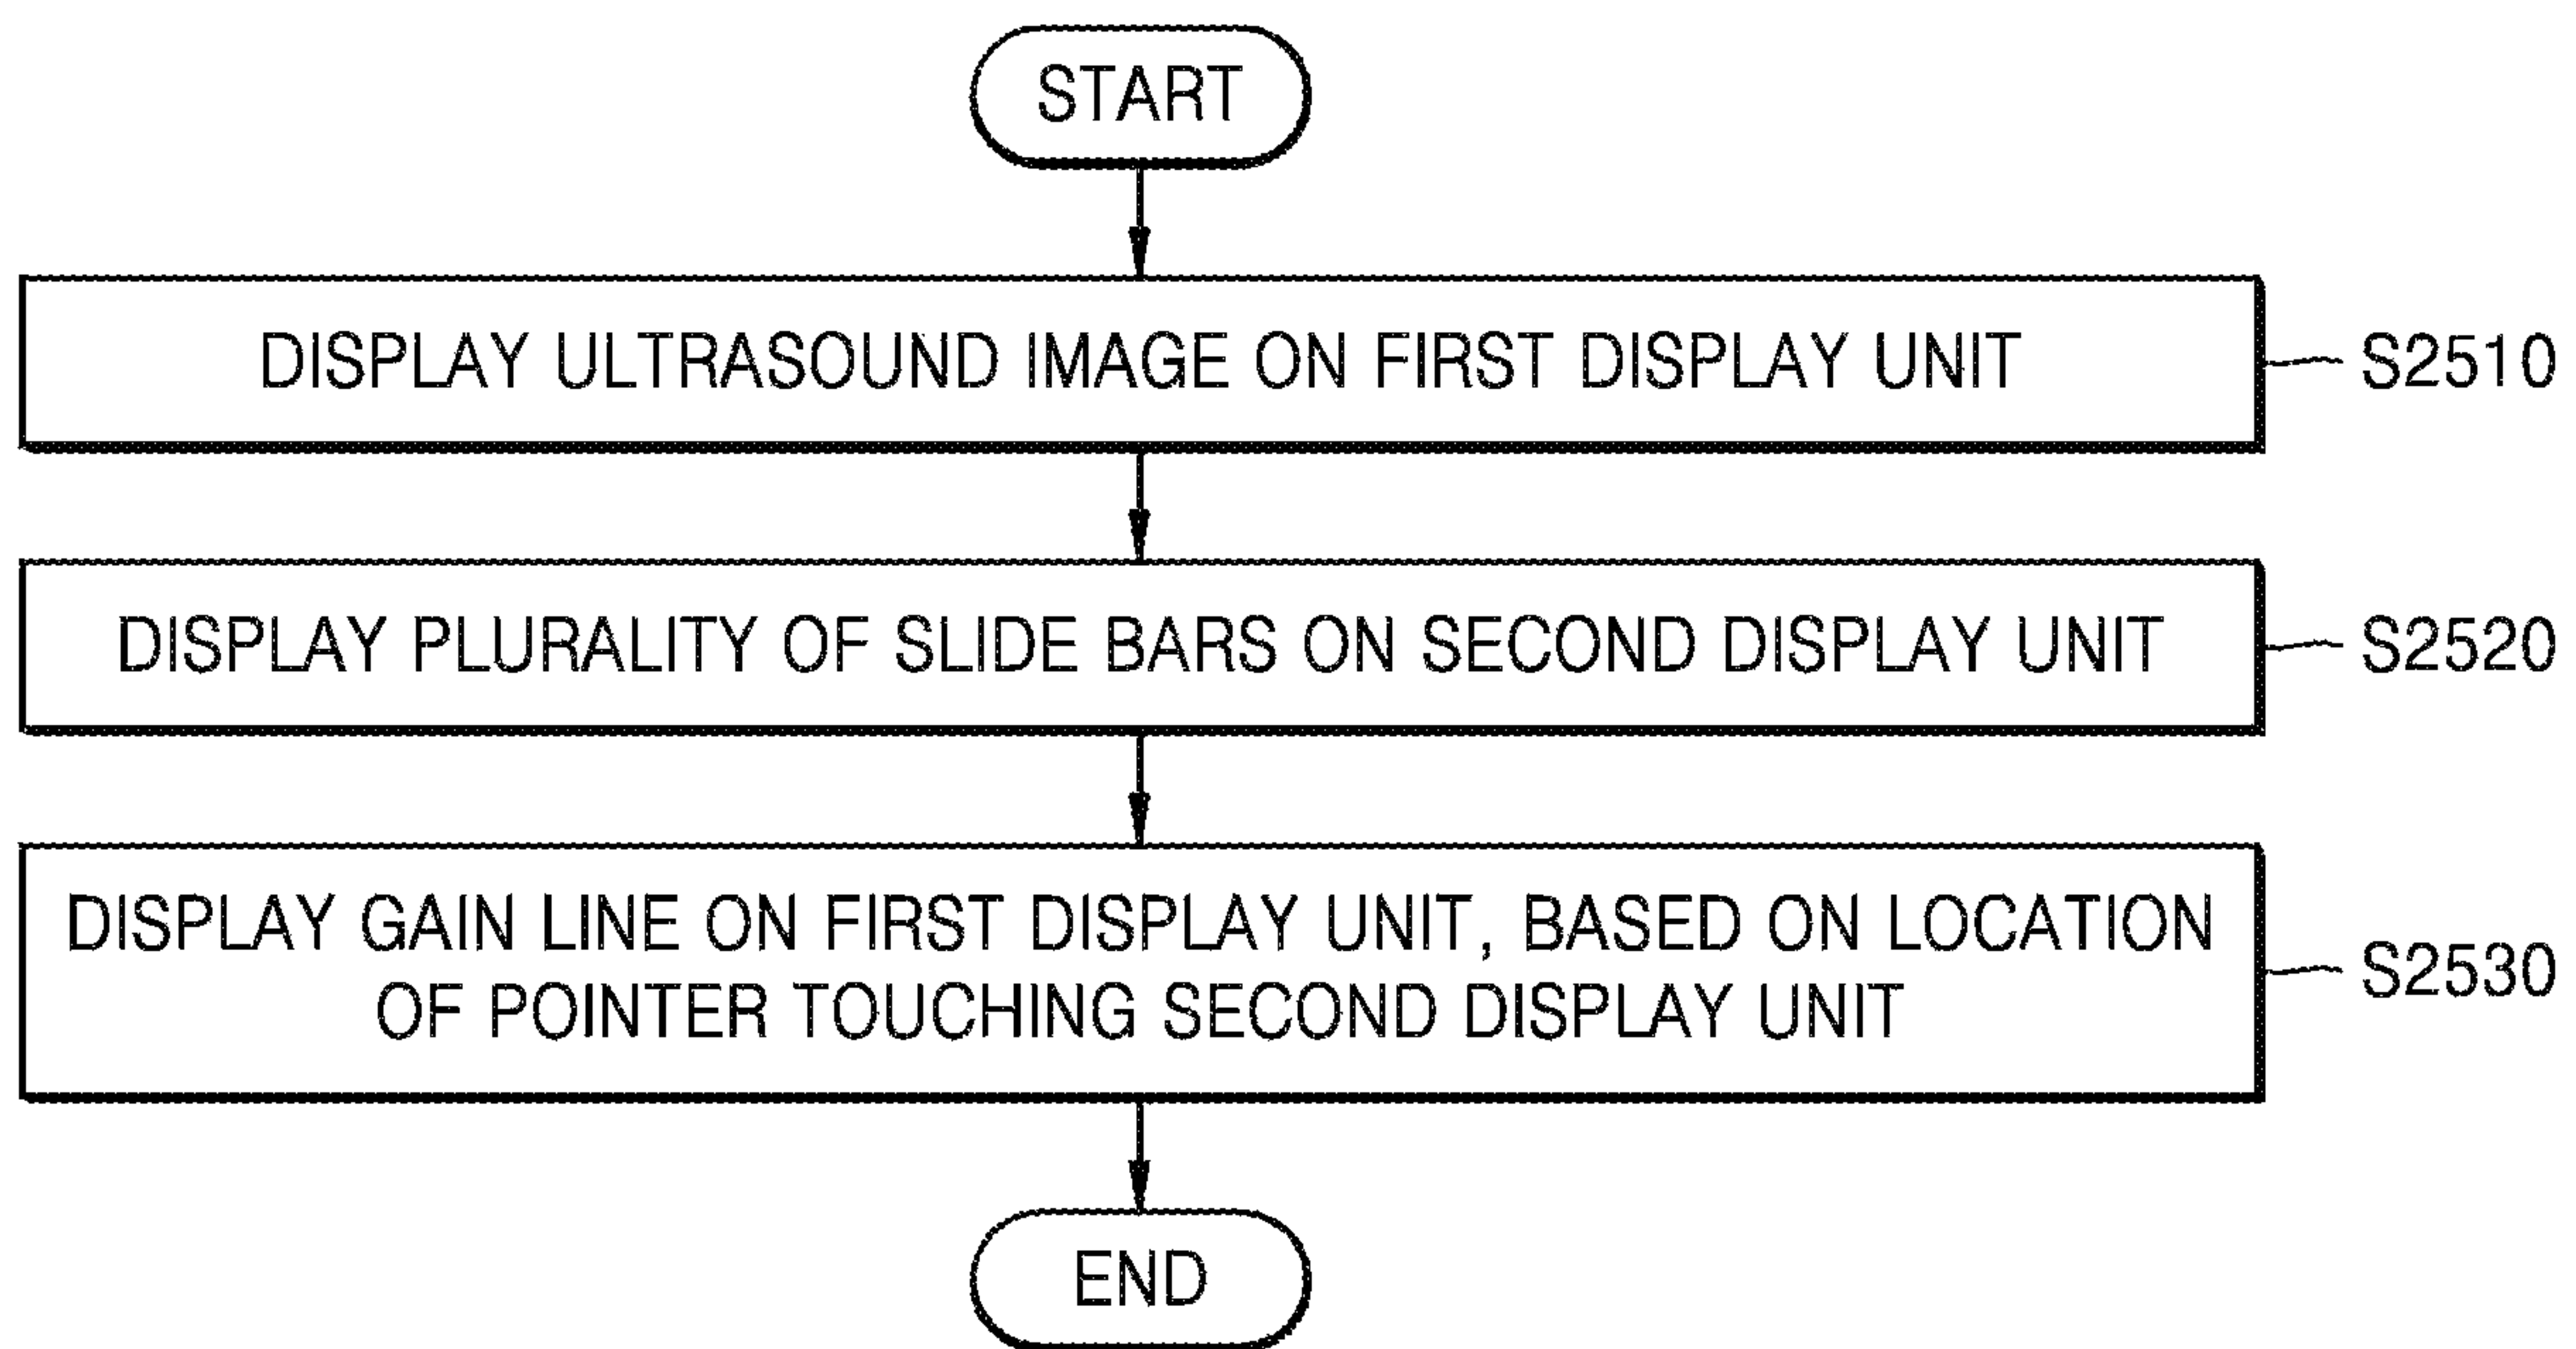 START
DISPLAY ULTRASOUND IMAGE ON FIRST DISPLAY UNIT
S2510
DISPLAY PLURALITY OF SLIDE BARS ON SECOND DISPLAY UNIT
S2520
DISPLAY GAIN LINE ON FIRST DISPLAY UNIT, BASED ON LOCATION
OF POINTER TOUCHING SECOND DISPLAY UNIT
S2530
END